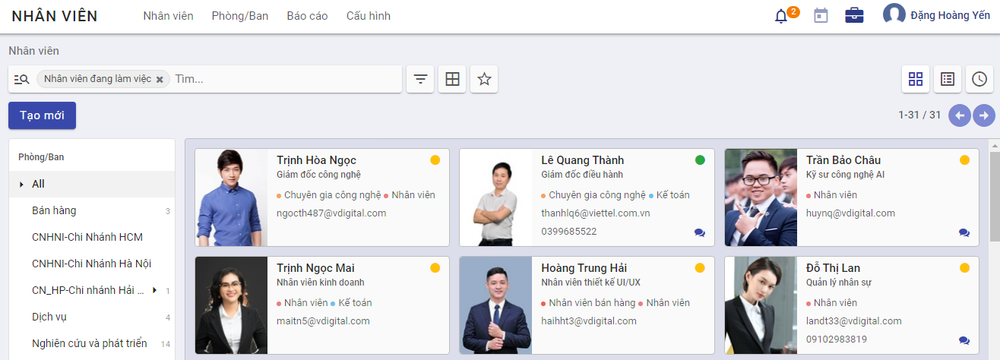 NHÂN VIÊN Nhân viên Phòng/Ban Báo cáo Cấu hình 2 Đặng Hoàng Yến
Nhân viên
Nhân viên đang làm việc Tìm...
Tạo mới 1-31 / 31
Phòng/Ban
All
Bán hàng 3
CNHNI-Chi Nhánh HCM
CNHNI-Chi Nhánh Hà Nội
CN_HP-Chi nhánh Hải ... 1
Dịch vụ 4
Nghiên cứu và phát triển 14
Trịnh Hòa Ngọc
Giám đốc công nghệ
Chuyên gia công nghệ Nhân viên
ngocth487@vdigital.com
Lê Quang Thành
Giám đốc điều hành
Chuyên gia công nghệ Kế toán
thanhlq6@viettel.com.vn
0399685522
Trần Bảo Châu
Kỹ sư công nghệ AI
Nhân viên
huynq@vdigital.com
Trịnh Ngọc Mai
Nhân viên kinh doanh
Nhân viên Kế toán
maitn5@vdigital.com
Hoàng Trung Hải
Nhân viên thiết kế UI/UX
Nhân viên bán hàng Nhân viên
haihht3@vdigital.com
Đỗ Thị Lan
Quản lý nhân sự
Nhân viên
landt33@vdigital.com
09102983819